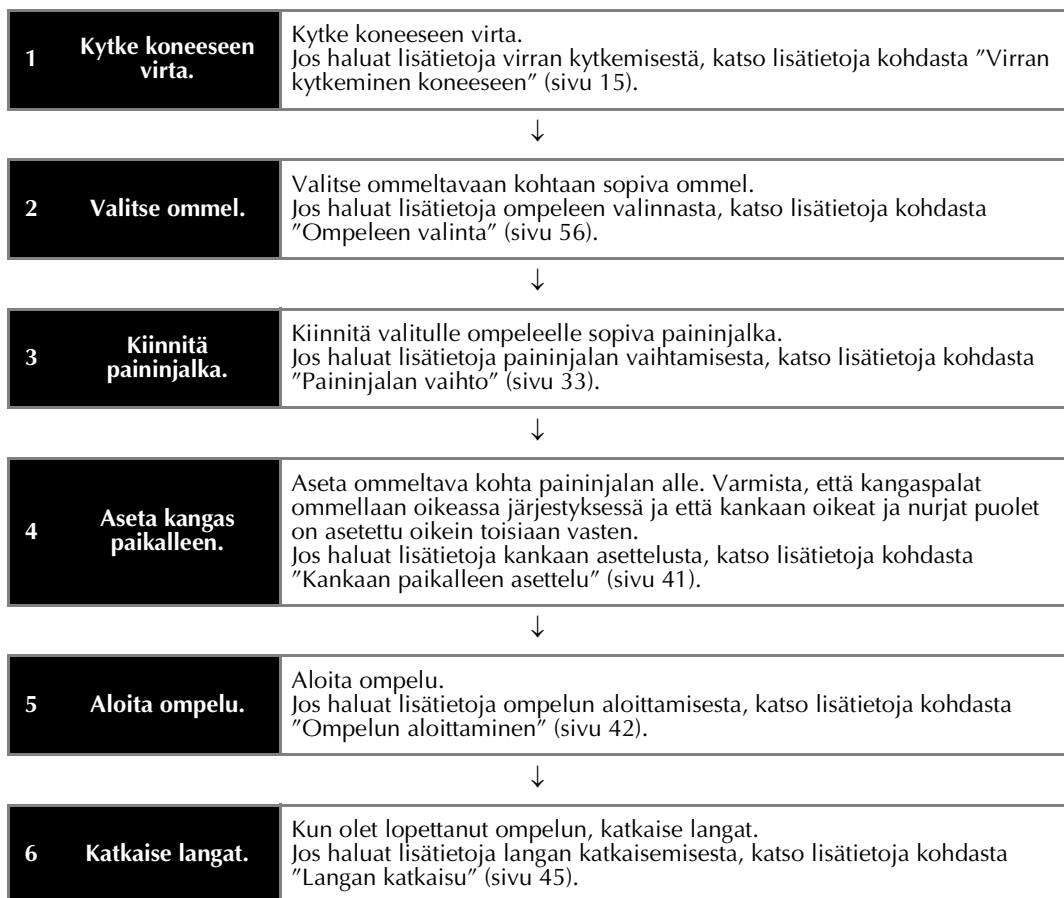 1 Kytke koneeseen virta.
Kytke koneeseen virta.
Jos haluat lisätietoja virran kytkemisestä, katso lisätietoja kohdasta ”Virran
kytkeminen koneeseen” (sivu 15).
↓
2 Valitse ommel.
Valitse ommeltavaan kohtaan sopiva ommel.
Jos haluat lisätietoja ompeleen valinnasta, katso lisätietoja kohdasta
”Ompeleen valinta” (sivu 56).
↓
3 Kiinnitä
paininjalka.
Kiinnitä valitulle ompeleelle sopiva paininjalka.
Jos haluat lisätietoja paininjalan vaihtamisesta, katso lisätietoja kohdasta
”Paininjalan vaihto” (sivu 33).
↓
4 Aseta kangas
paikalleen.
Aseta ommeltava kohta paininjalan alle. Varmista, että kangaspalat
ommellaan oikeassa järjestyksessä ja että kankaan oikeat ja nurjat puolet
on asetettu oikein toisiaan vasten.
Jos haluat lisätietoja kankaan asettelusta, katso lisätietoja kohdasta
”Kankaan paikalleen asettelu” (sivu 41).
↓
5 Aloita ompelu.
Aloita ompelu.
Jos haluat lisätietoja ompelun aloittamisesta, katso lisätietoja kohdasta
”Ompelun aloittaminen” (sivu 42).
↓
6 Katkaise langat.
Kun olet lopettanut ompelun, katkaise langat.
Jos haluat lisätietoja langan katkaisemisesta, katso lisätietoja kohdasta
”Langan katkaisu” (sivu 45).